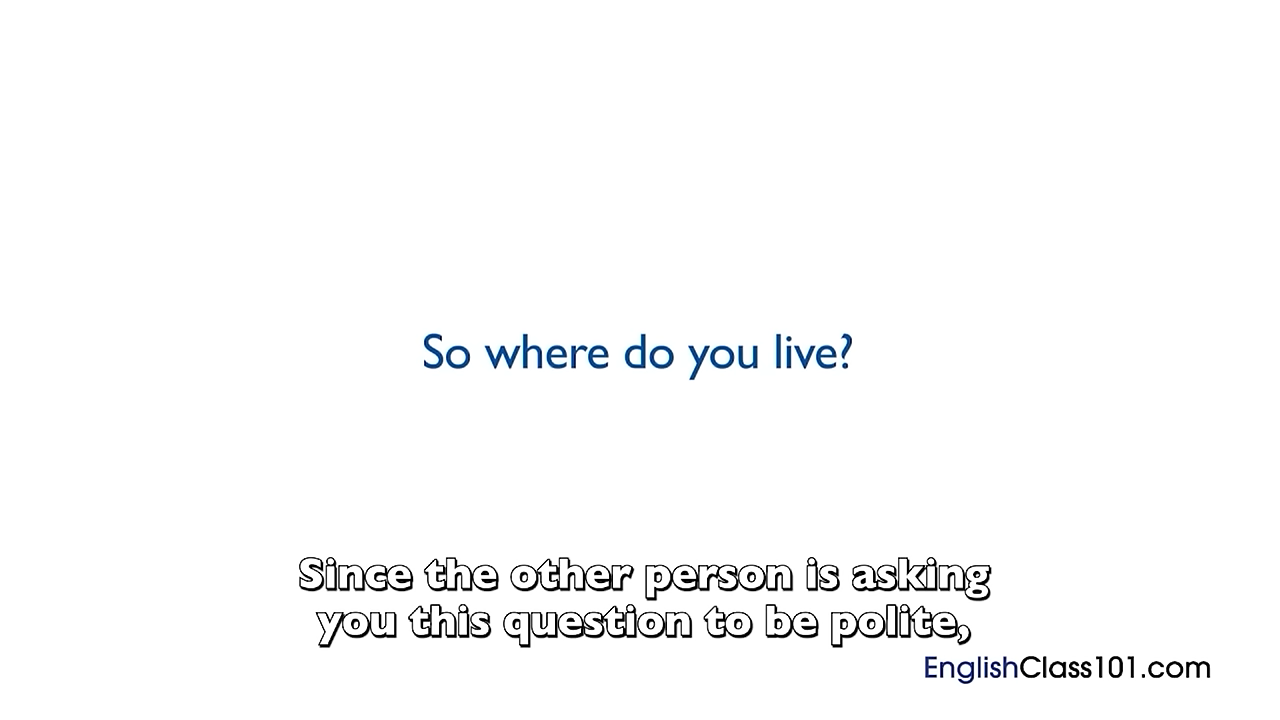 So where do you live?
Since the other person is asking
you this question to be polite,
EnglishClass101.com